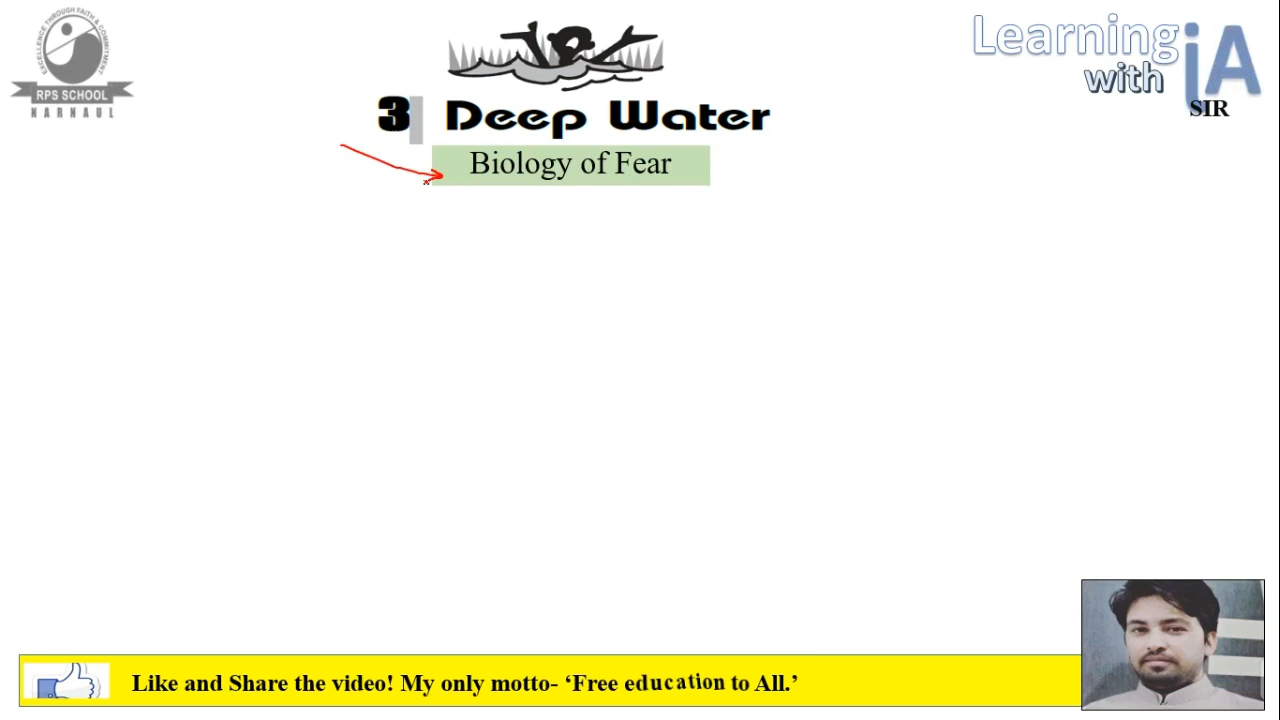 EXCELLENCE THROUGH FAITH & COMMITMENT
RPS SCHOOL
NARNAUL
Learning
with iA
SIR
3 Deep Water
Biology of Fear
Like and Share the video! My only motto- ‘Free education to All.’